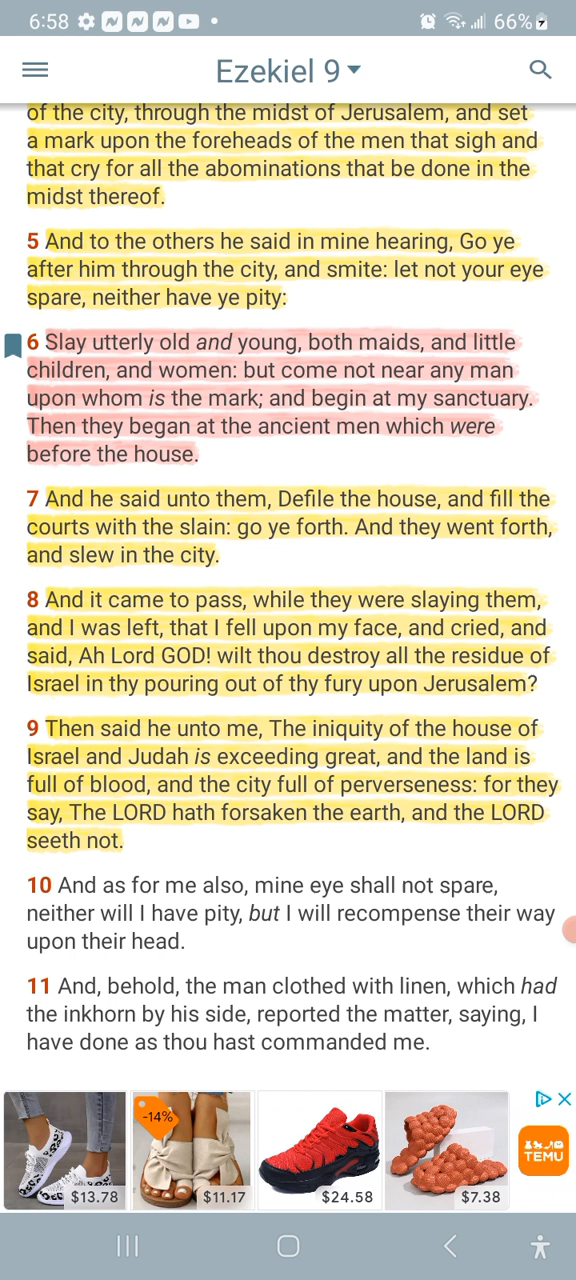 6:58 66%
Ezekiel 9
of the city, through the midst of Jerusalem, and set
a mark upon the foreheads of the men that sigh and
that cry for all the abominations that be done in the
midst thereof.
5 And to the others he said in mine hearing, Go ye
after him through the city, and smite: let not your eye
spare, neither have ye pity:
6 Slay utterly old and young, both maids, and little
children, and women: but come not near any man
upon whom is the mark; and begin at my sanctuary.
Then they began at the ancient men which were
before the house.
7 And he said unto them, Defile the house, and fill the
courts with the slain: go ye forth. And they went forth,
and slew in the city.
8 And it came to pass, while they were slaying them,
and I was left, that I fell upon my face, and cried, and
said, Ah Lord GOD! wilt thou destroy all the residue of
Israel in thy pouring out of thy fury upon Jerusalem?
9 Then said he unto me, The iniquity of the house of
Israel and Judah is exceeding great, and the land is
full of blood, and the city full of perverseness: for they
say, The LORD hath forsaken the earth, and the LORD
seeth not.
10 And as for me also, mine eye shall not spare,
neither will I have pity, but I will recompense their way
upon their head.
11 And, behold, the man clothed with linen, which had
the inkhorn by his side, reported the matter, saying, I
have done as thou hast commanded me.
-14%
$13.78 $11.17 $24.58 $7.38
TEMU